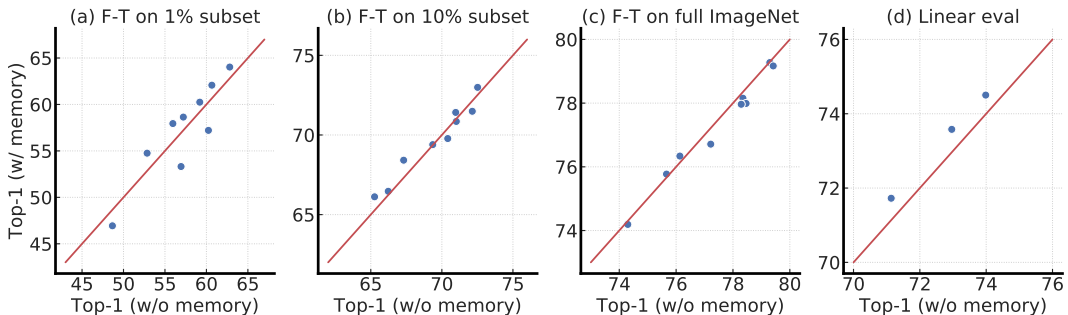 (a) F-T on 1% subset
65
60
55
50
45
Top-1 (w/ memory)
45 50 55 60 65
Top-1 (w/o memory)
(b) F-T on 10% subset
75
70
65
65 70 75
Top-1 (w/o memory)
(c) F-T on full ImageNet
80
78
76
74
74 76 78 80
Top-1 (w/o memory)
(d) Linear eval
76
74
72
70
70 72 74 76
Top-1 (w/o memory)